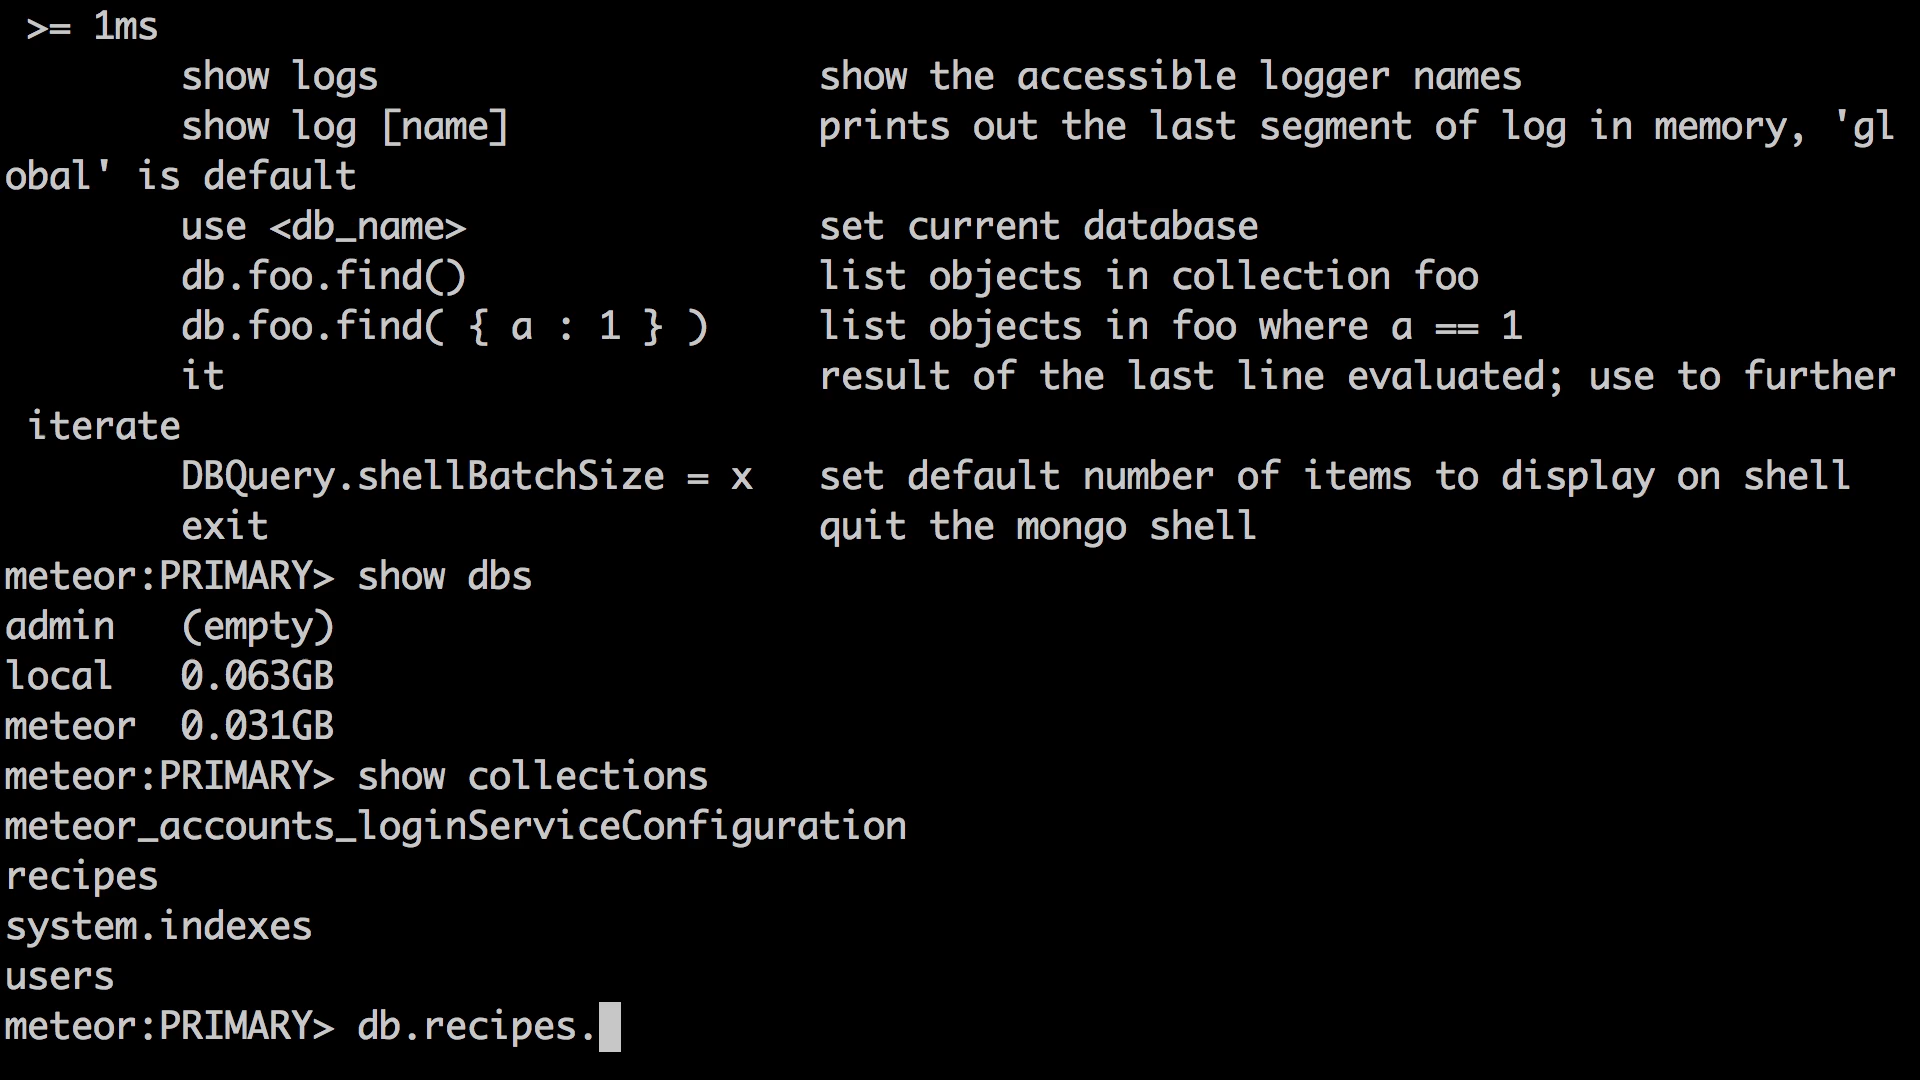 >= 1ms
show logs                    show the accessible logger names
show log [name]              prints out the last segment of log in memory, 'gl
obal' is default
use <db_name>                set current database
db.foo.find()                list objects in collection foo
db.foo.find( { a : 1 } )     list objects in foo where a == 1
it                           result of the last line evaluated; use to further
iterate
DBQuery.shellBatchSize = x   set default number of items to display on shell
exit                         quit the mongo shell
meteor:PRIMARY> show dbs
admin   (empty)
local   0.063GB
meteor  0.031GB
meteor:PRIMARY> show collections
meteor_accounts_loginServiceConfiguration
recipes
system.indexes
users
meteor:PRIMARY> db.recipes.